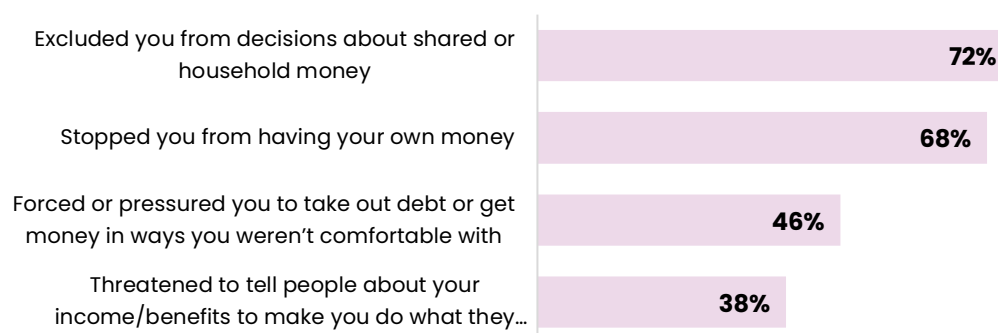 Excluded you from decisions about shared or
household money
72%
Stopped you from having your own money
68%
Forced or pressured you to take out debt or get
money in ways you weren’t comfortable with
46%
Threatened to tell people about your
income/benefits to make you do what they…
38%